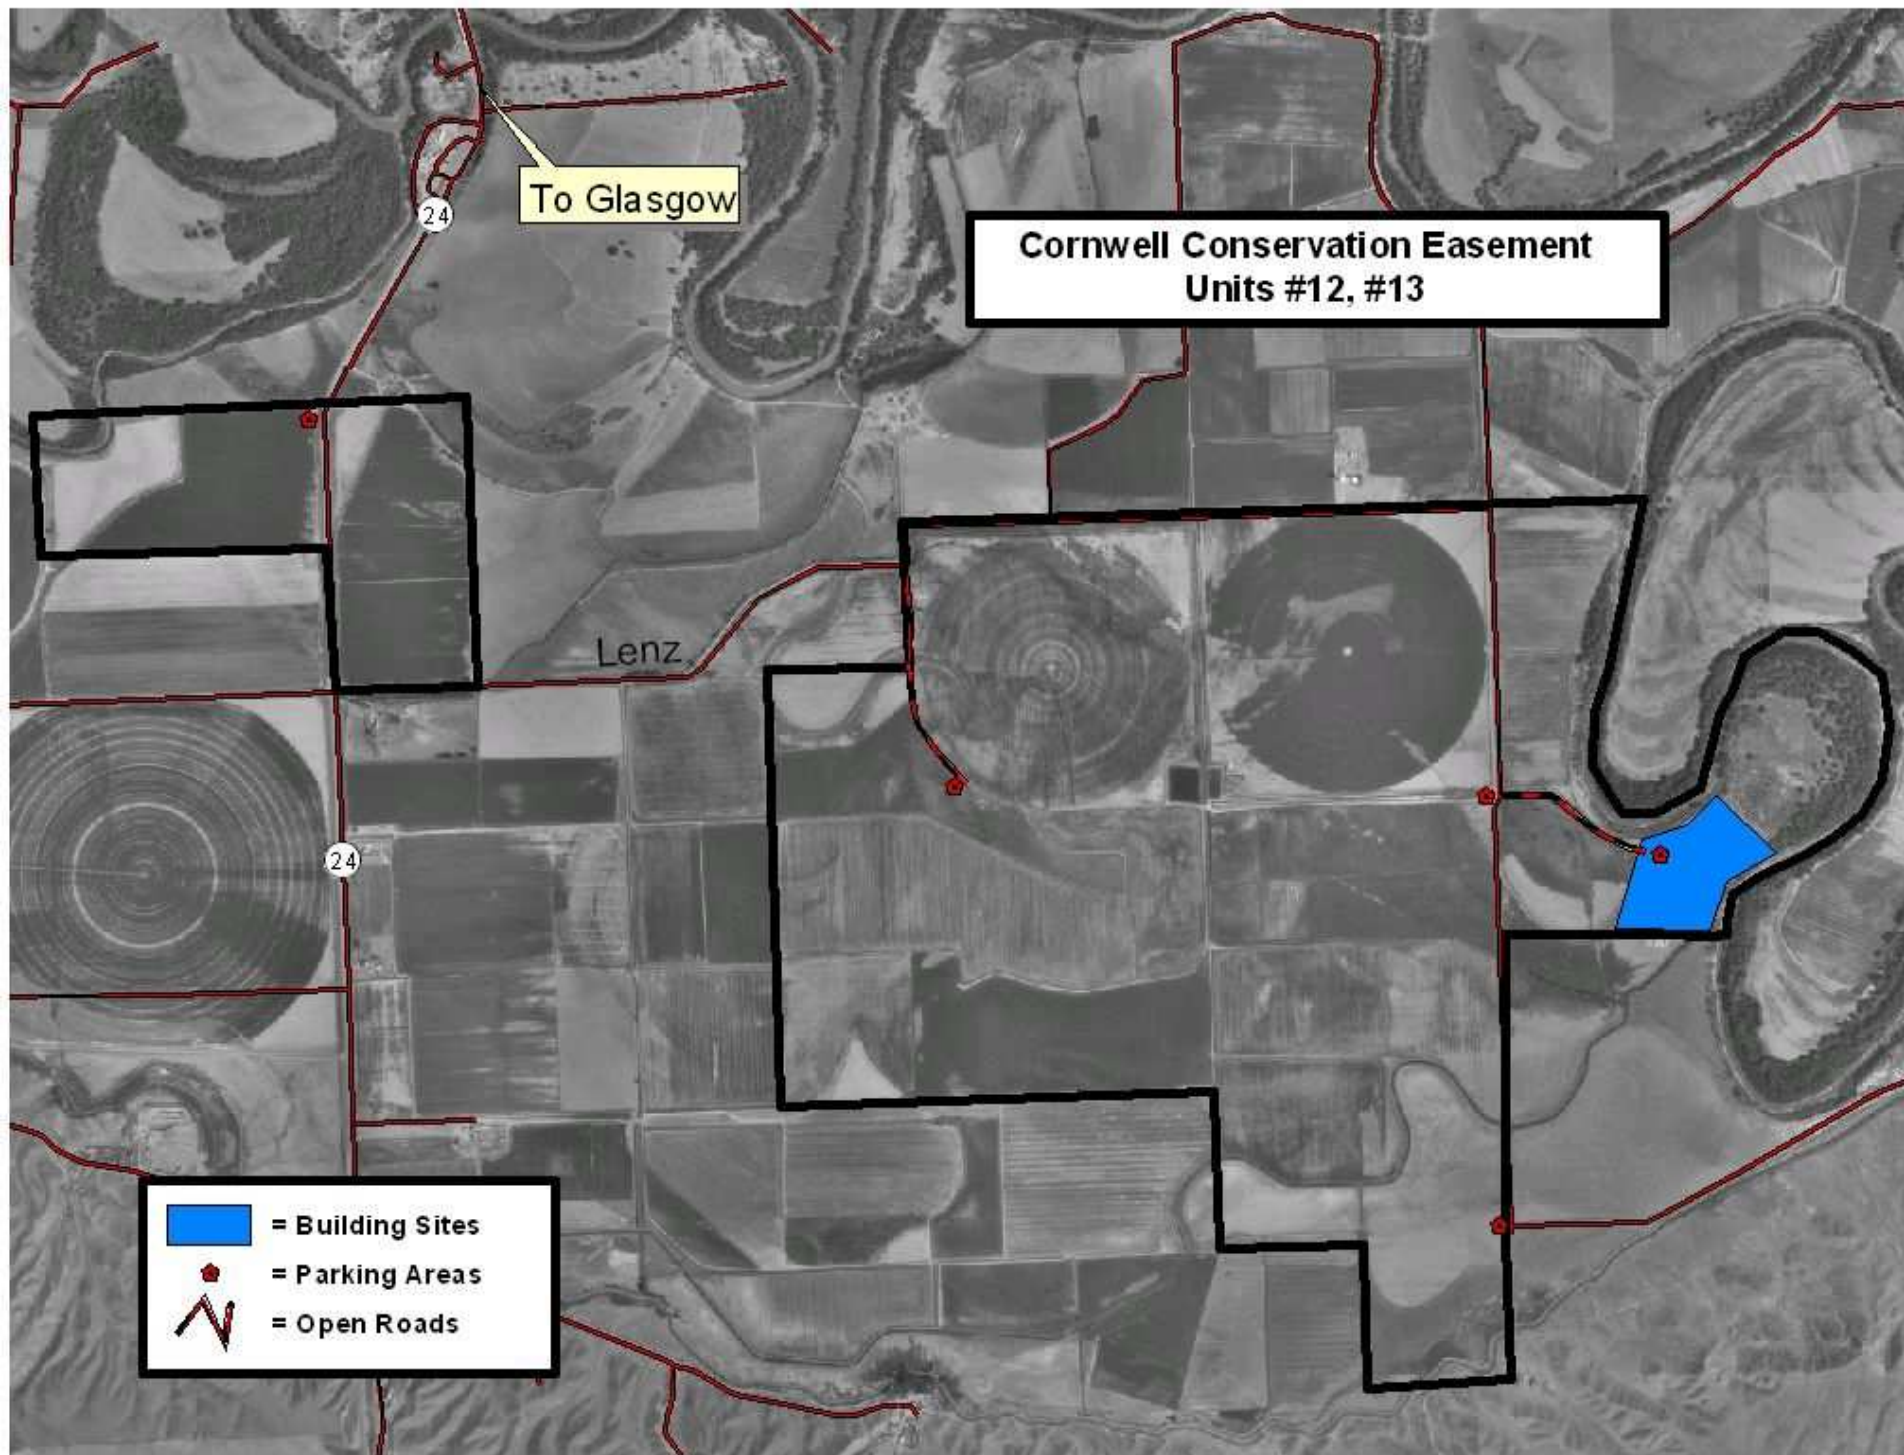 To Glasgow
24
Cornwell Conservation Easement
Units #12, #13
Lenz
24
= Building Sites
= Parking Areas
= Open Roads